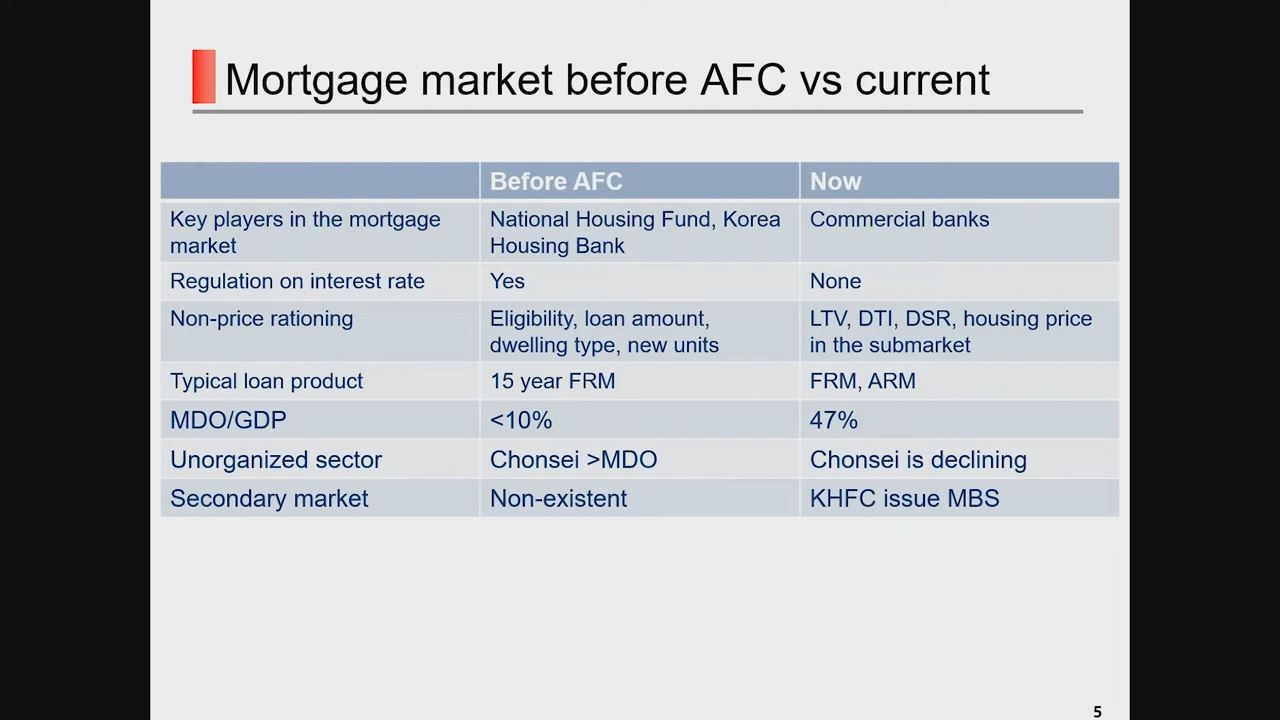 Mortgage market before AFC vs current
Before AFC
Now
Key players in the mortgage
market
National Housing Fund, Korea
Housing Bank
Commercial banks
Regulation on interest rate
Yes
None
Non-price rationing
Eligibility, loan amount,
dwelling type, new units
LTV, DTI, DSR, housing price
in the submarket
Typical loan product
15 year FRM
FRM, ARM
MDO/GDP
<10%
47%
Unorganized sector
Chonsei >MDO
Chonsei is declining
Secondary market
Non-existent
KHFC issue MBS
5